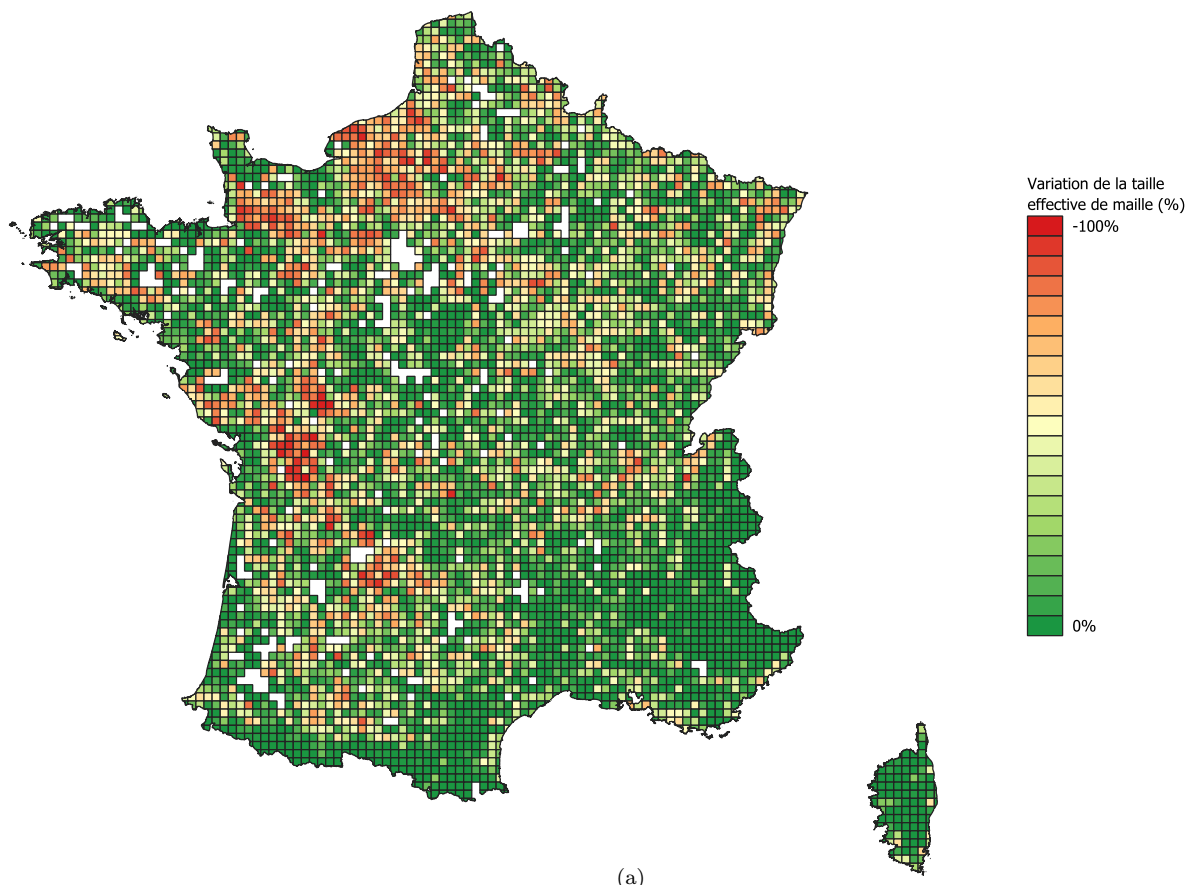 Variation de la taille
effective de maille (%)
-100%
0%
(a)